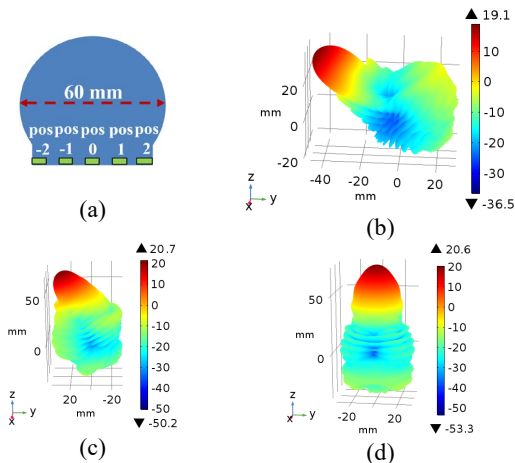 60 mm
pos pos pos pos pos
-2 -1 0 1 2
(a)
▲ 19.1
10
0
-10
-20
-30
▼ -36.5
20
0
-20
mm
-40 -20 0 20
mm
z
y
x
(b)
▲ 20.7
20
10
0
-10
-20
-30
-40
-50
▼ -50.2
50
0
mm
20 -20
mm
z
y
x
(c)
▲ 20.6
20
10
0
-10
-20
-30
-40
-50
▼ -53.3
50
0
mm
-20 0 20
mm
z
y
x
(d)